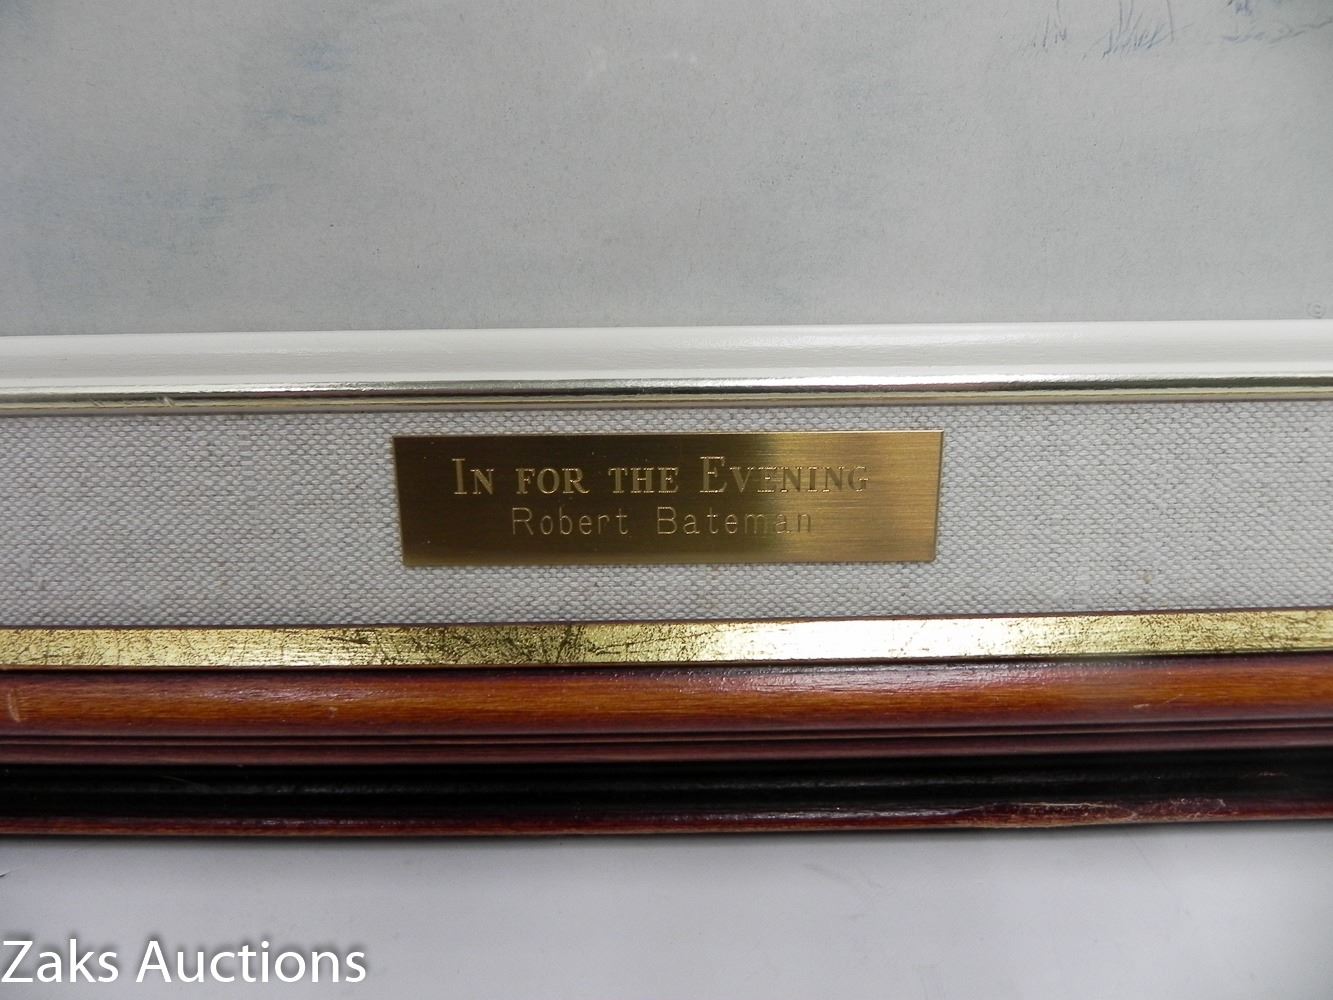 In for the Evening
Robert Bateman
©
Zaks Auctions